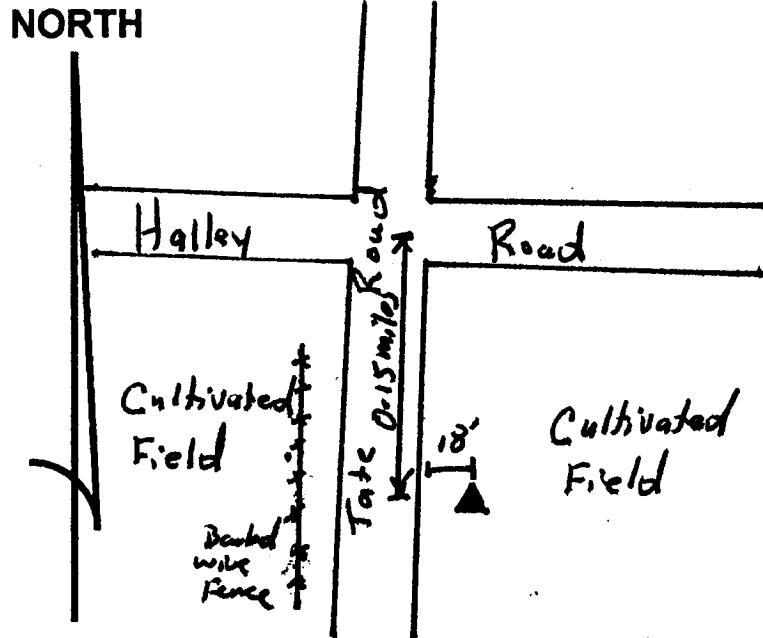 NORTH
Halley
Road
Tate Road
0.15 miles
Cultivated
Field
18'
Cultivated
Field
Barbed
wire
Fence